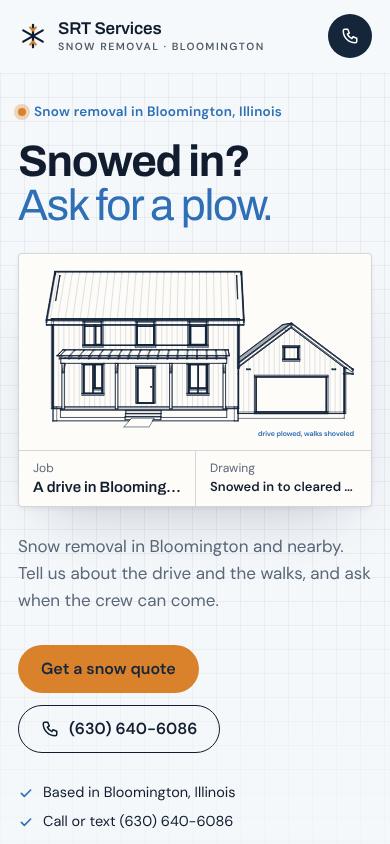 SRT Services
SNOW REMOVAL · BLOOMINGTON
Snow removal in Bloomington, Illinois
Snowed in?
Ask for a plow.
drive plowed, walks shoveled
Job
A drive in Blooming…
Drawing
Snowed in to cleared …
Snow removal in Bloomington and nearby.
Tell us about the drive and the walks, and ask
when the crew can come.
Get a snow quote
(630) 640-6086
Based in Bloomington, Illinois
Call or text (630) 640-6086